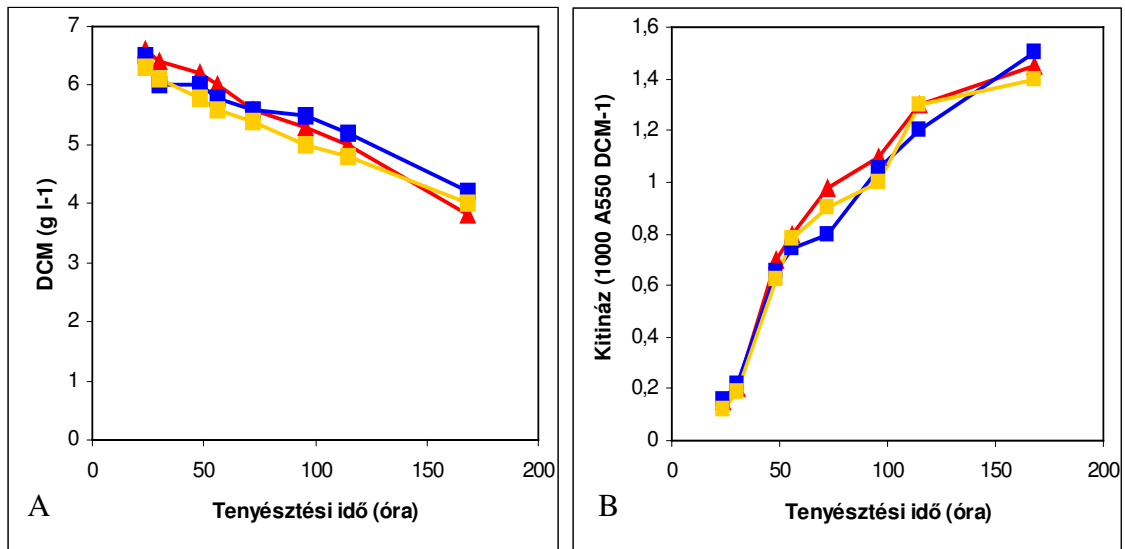 7
6
5
4
3
2
1
0
0 50 100 150 200
DCM (g l-1)
Tenyésztési idő (óra)
A
1,6
1,4
1,2
1
0,8
0,6
0,4
0,2
0
0 50 100 150 200
Kitináz (1000 A550 DCM-1)
Tenyésztési idő (óra)
B